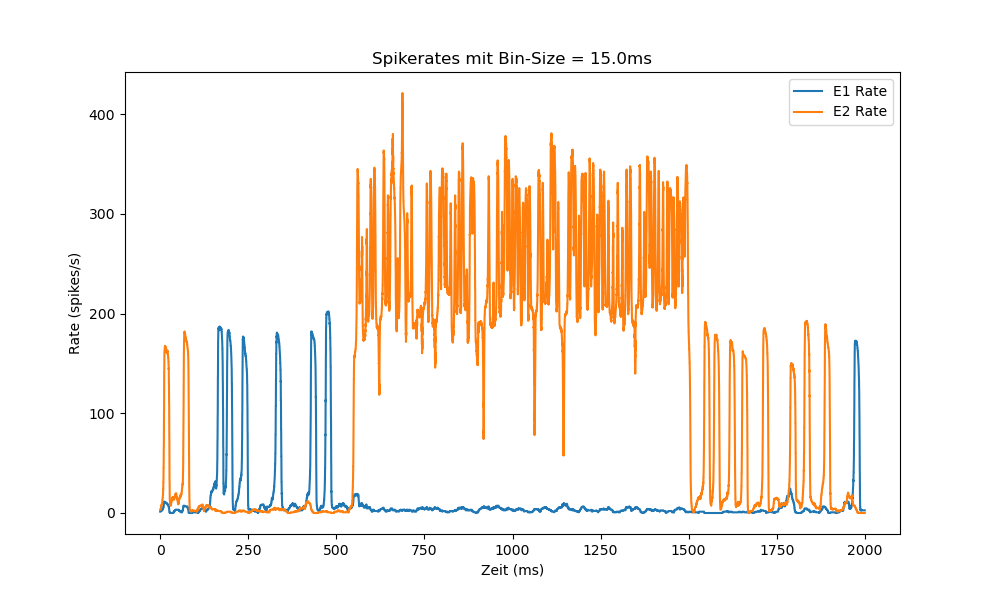 Spikerates mit Bin-Size = 15.0ms
E1 Rate
E2 Rate
Rate (spikes/s)
400
300
200
100
0
0 250 500 750 1000 1250 1500 1750 2000
Zeit (ms)